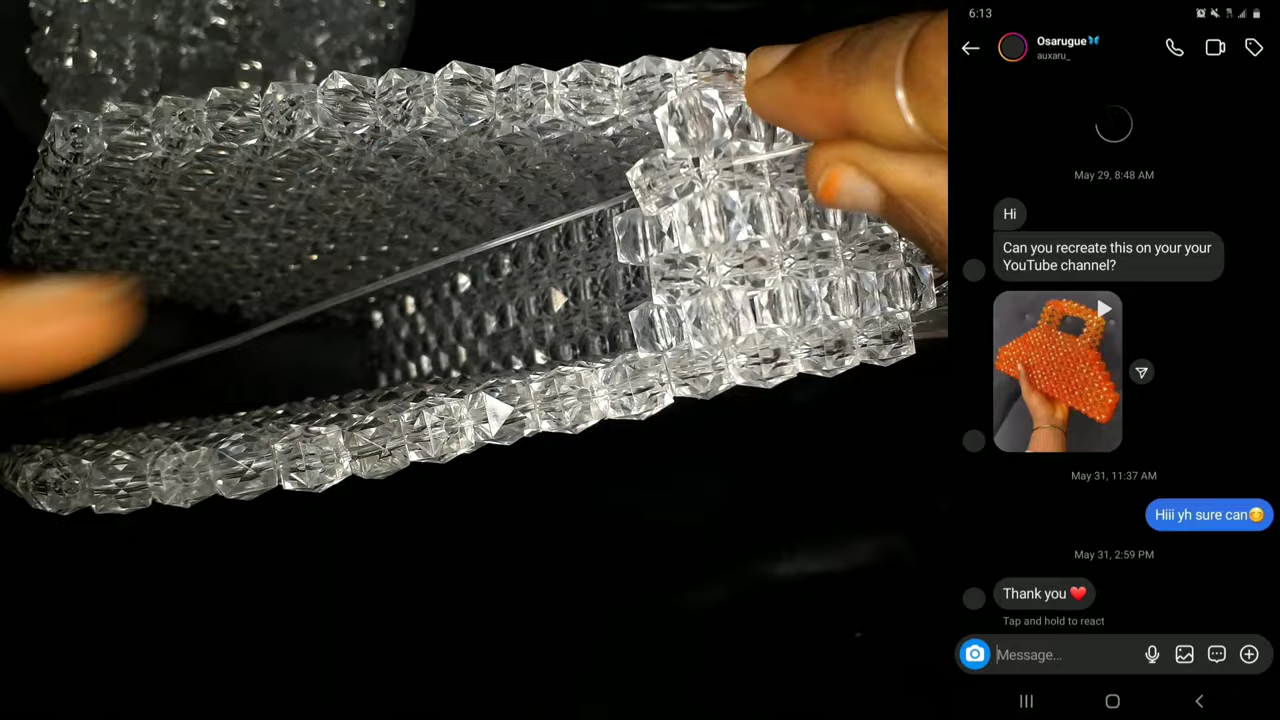 6:13
Osarugue🦋
auxaru_
May 29, 8:48 AM
Hi
Can you recreate this on your your
YouTube channel?
May 31, 11:37 AM
Hiii yh sure can😊
May 31, 2:59 PM
Thank you ❤️
Tap and hold to react
Message...